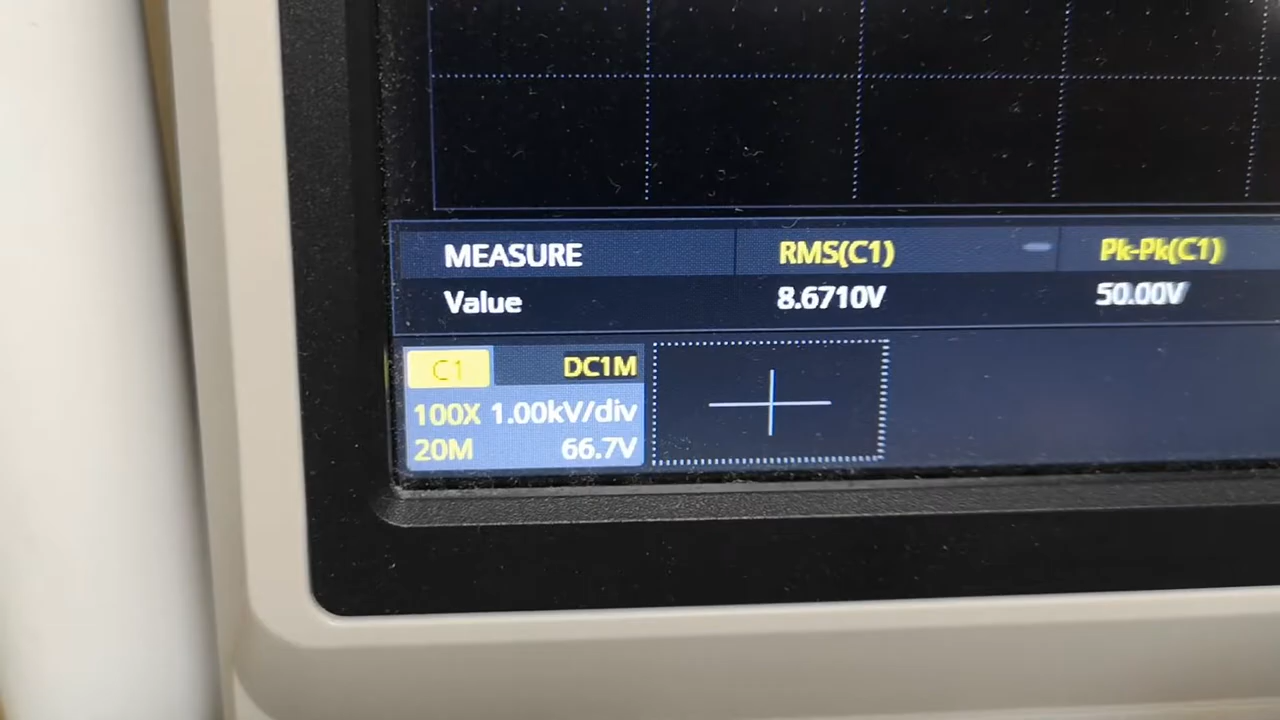 MEASURE RMS(C1) Pk-Pk(C1)
Value 8.6710V 50.00V
C1 DC1M
100X 1.00kV/div
20M 66.7V